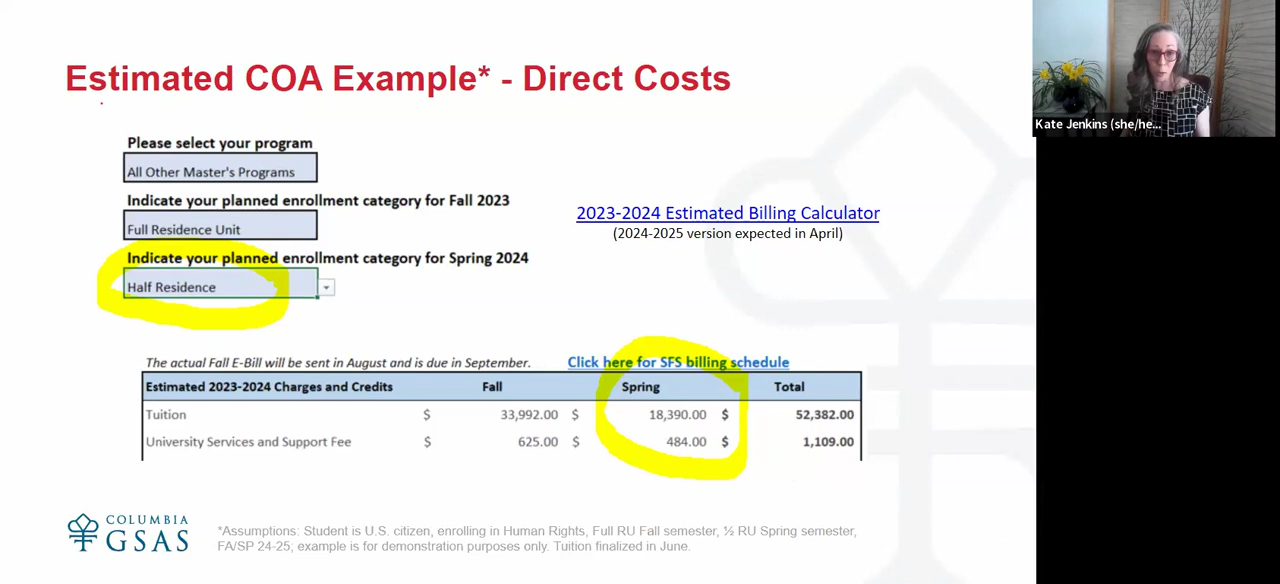 Estimated COA Example* - Direct Costs
Kate Jenkins (she/he...
Please select your program
All Other Master's Programs
Indicate your planned enrollment category for Fall 2023
Full Residence Unit
2023-2024 Estimated Billing Calculator
(2024-2025 version expected in April)
Indicate your planned enrollment category for Spring 2024
Half Residence
The actual Fall E-Bill will be sent in August and is due in September. Click here for SFS billing schedule
Estimated 2023-2024 Charges and Credits Fall Spring Total
Tuition $ 33,992.00 $ 18,390.00 $ 52,382.00
University Services and Support Fee $ 625.00 $ 484.00 $ 1,109.00
COLUMBIA
GSAS
*Assumptions: Student is U.S. citizen, enrolling in Human Rights, Full RU Fall semester, ½ RU Spring semester,
FA/SP 24-25; example is for demonstration purposes only. Tuition finalized in June.